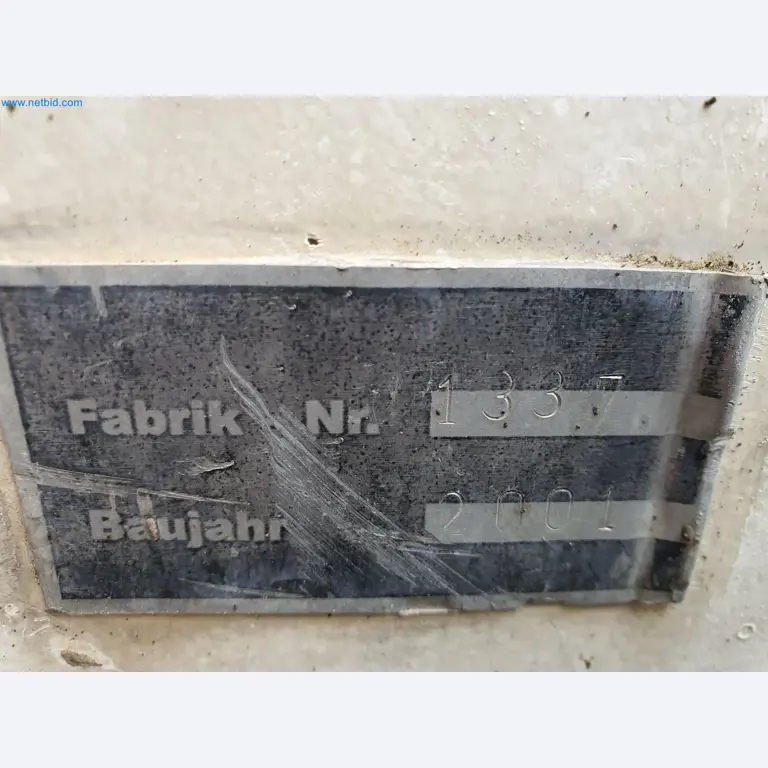 www.netbid.com
Fabrik - Nr. 1337
Baujahr 2001